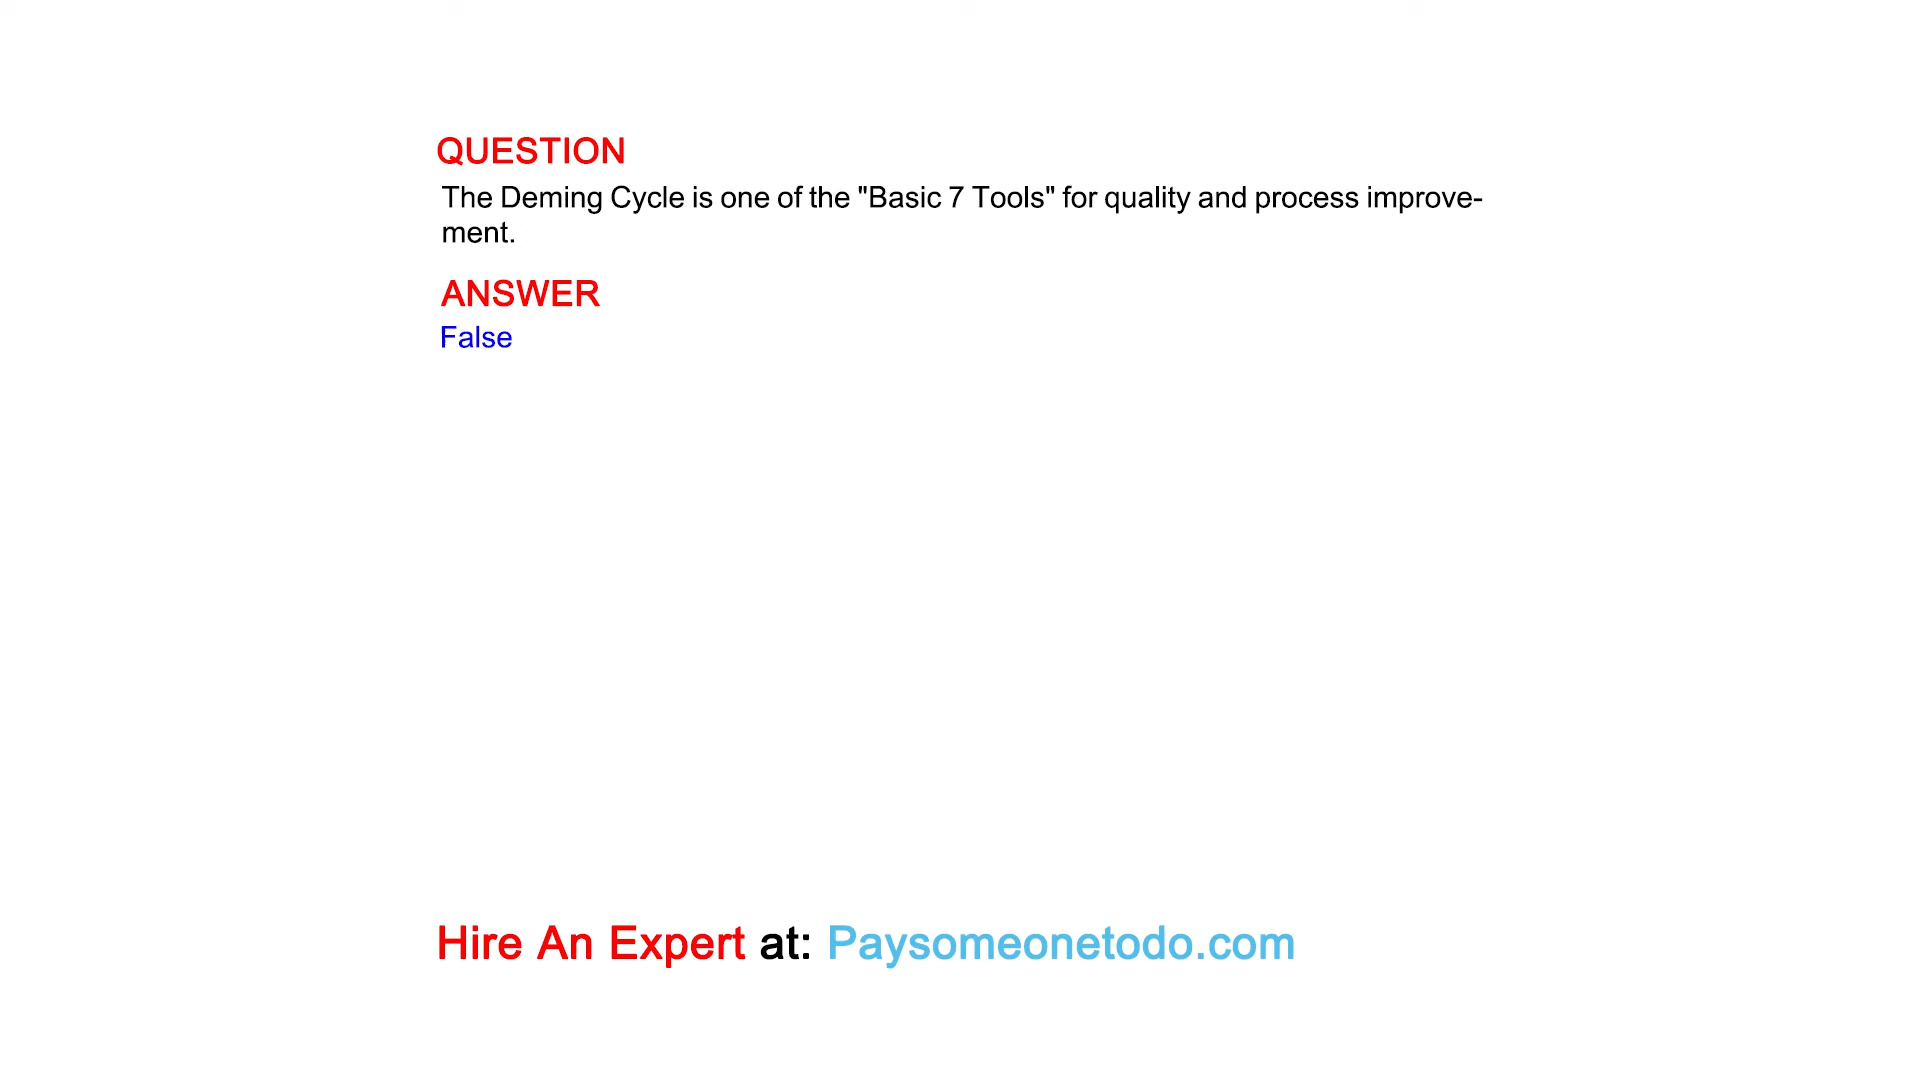 QUESTION
The Deming Cycle is one of the "Basic 7 Tools" for quality and process improve-
ment.
ANSWER
False
Hire An Expert at: Paysomeonetodo.com